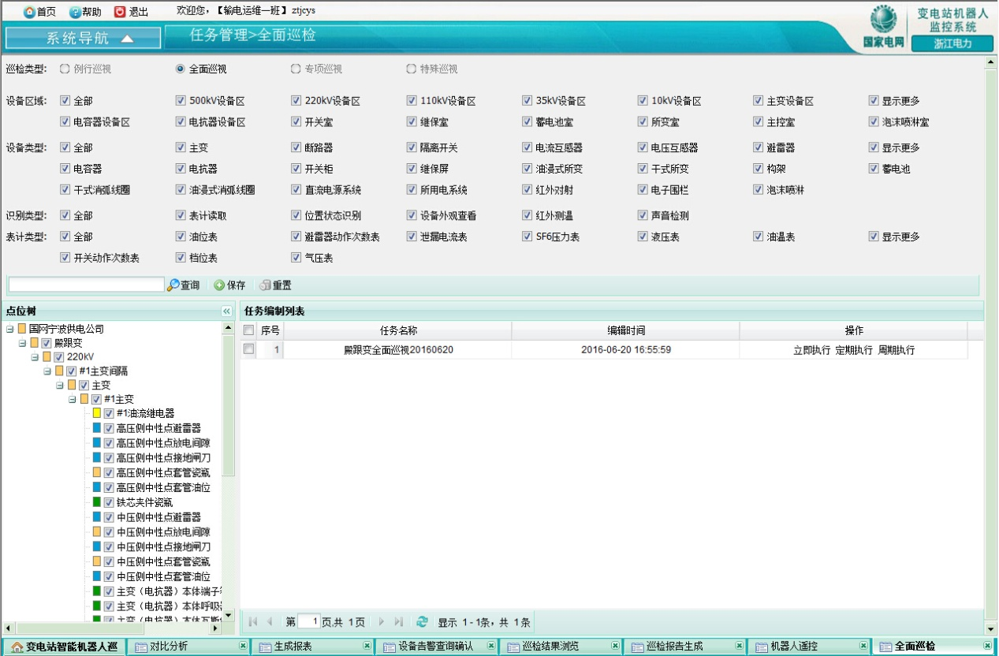 首页 帮助 退出 欢迎您，【输电运维一班】ztjcys
变电站机器人
监控系统
国家电网 浙江电力
系统导航 任务管理>全面巡检
巡检类型: 例行巡视 全面巡视 专项巡视 特殊巡视
设备区域: 全部 500kV设备区 220kV设备区 110kV设备区 35kV设备区 10kV设备区 主变设备区 显示更多
电容器设备区 电抗器设备区 开关室 继保室 蓄电池室 所变室 主控室 泡沫喷淋室
设备类型: 全部 主变 断路器 隔离开关 电流互感器 电压互感器 避雷器 显示更多
电容器 电抗器 开关柜 继保屏 油浸式所变 干式所变 构架 蓄电池
干式消弧线圈 油浸式消弧线圈 直流电源系统 所用电系统 红外对射 电子围栏 泡沫喷淋
识别类型: 全部 表计读取 位置状态识别 设备外观查看 红外测温 声音检测
表计类型: 全部 油位表 避雷器动作次数表 泄漏电流表 SF6压力表 液压表 油温表 显示更多
开关动作次数表 档位表 气压表
查询 保存 重置
点位树
国网宁波供电公司
殿跟变
220kV
#1主变间隔
主变
#1主变
#1油流继电器
高压侧中性点避雷器
高压侧中性点放电间隙
高压侧中性点接地闸刀
高压侧中性点套管瓷瓶
高压侧中性点套管油位
铁芯夹件瓷瓶
中压侧中性点避雷器
中压侧中性点放电间隙
中压侧中性点接地闸刀
中压侧中性点套管瓷瓶
中压侧中性点套管油位
主变（电抗器）本体端子
主变（电抗器）本体呼吸
主变（电抗器）本体瓦斯
任务编制列表
序号 任务名称 编辑时间 操作
1 殿跟变全面巡视20160620 2016-06-20 16:55:59 立即执行 定期执行 周期执行
第 1 页,共 1 页 显示 1 - 1条，共 1 条
变电站智能机器人巡 对比分析 生成报表 设备告警查询确认 巡检结果浏览 巡检报告生成 机器人遥控 全面巡检